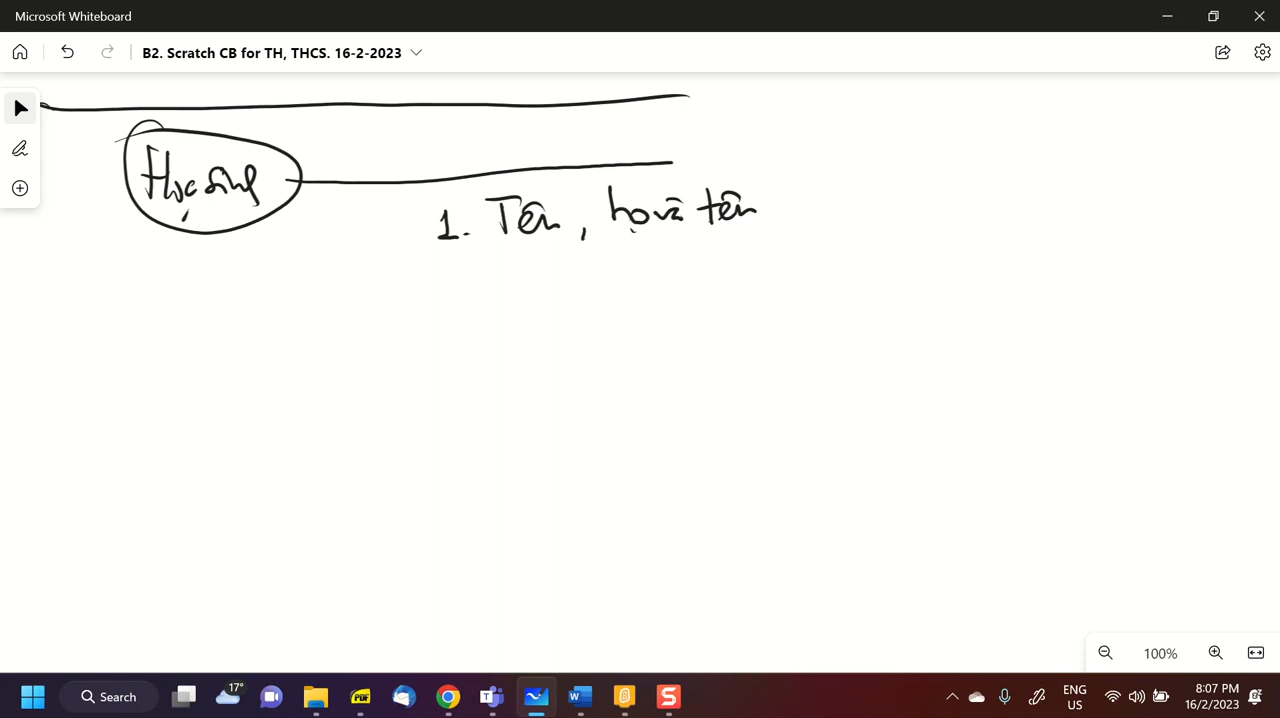 Microsoft Whiteboard
B2. Scratch CB for TH, THCS. 16-2-2023
Học sinh
1. Tên, họ và tên
100%
Search
17°
PDF
ENG
US
8:07 PM
16/2/2023